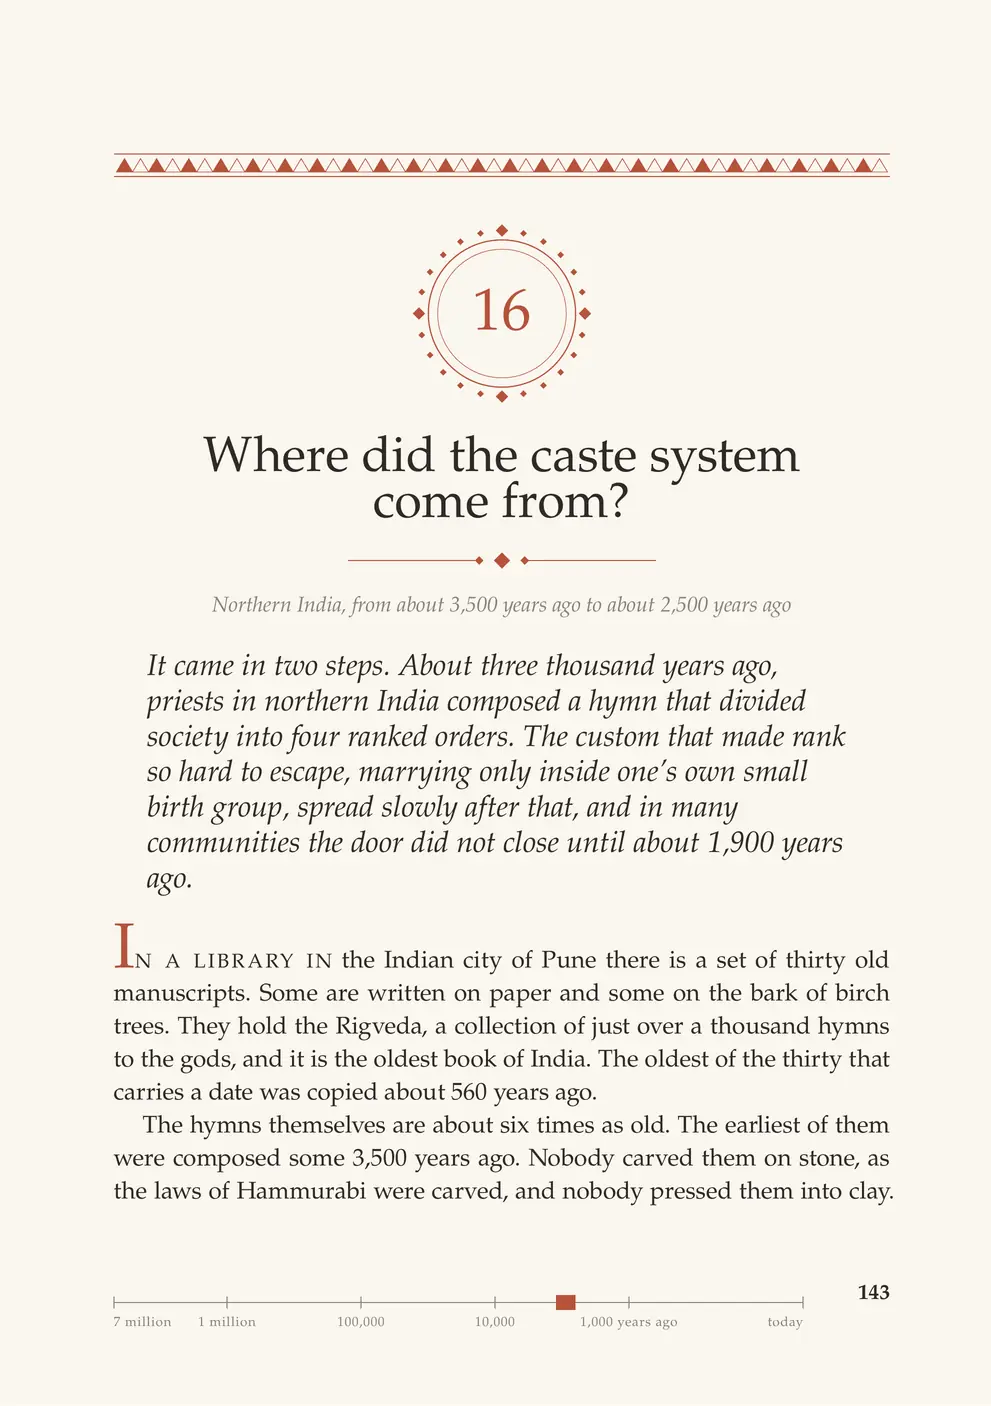 16
Where did the caste system
come from?
Northern India, from about 3,500 years ago to about 2,500 years ago
It came in two steps. About three thousand years ago,
priests in northern India composed a hymn that divided
society into four ranked orders. The custom that made rank
so hard to escape, marrying only inside one’s own small
birth group, spread slowly after that, and in many
communities the door did not close until about 1,900 years
ago.
IN A LIBRARY IN the Indian city of Pune there is a set of thirty old
manuscripts. Some are written on paper and some on the bark of birch
trees. They hold the Rigveda, a collection of just over a thousand hymns
to the gods, and it is the oldest book of India. The oldest of the thirty that
carries a date was copied about 560 years ago.
The hymns themselves are about six times as old. The earliest of them
were composed some 3,500 years ago. Nobody carved them on stone, as
the laws of Hammurabi were carved, and nobody pressed them into clay.
143
7 million 1 million 100,000 10,000 1,000 years ago today